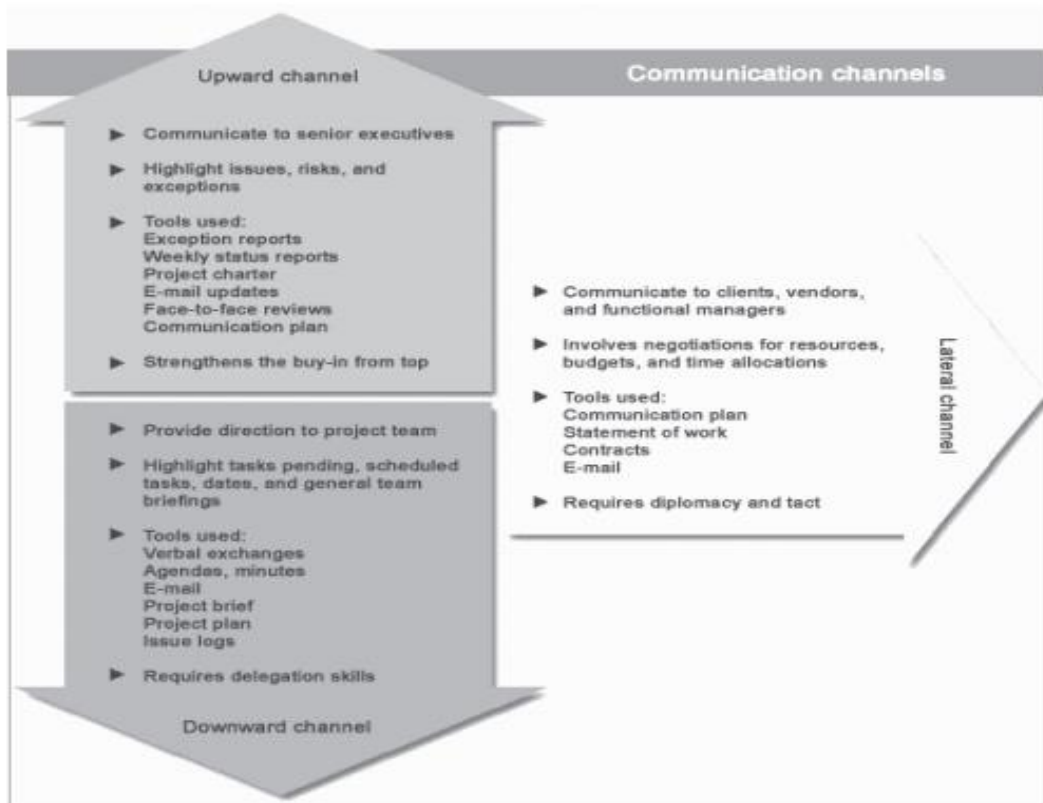 Communication channels
Upward channel
► Communicate to senior executives
► Highlight issues, risks, and
exceptions
► Tools used:
Exception reports
Weekly status reports
Project charter
E-mail updates
Face-to-face reviews
Communication plan
► Strengthens the buy-in from top
► Provide direction to project team
► Highlight tasks pending, scheduled
tasks, dates, and general team
briefings
► Tools used:
Verbal exchanges
Agendas, minutes
E-mail
Project brief
Project plan
Issue logs
► Requires delegation skills
Downward channel
► Communicate to clients, vendors,
and functional managers
► Involves negotiations for resources,
budgets, and time allocations
► Tools used:
Communication plan
Statement of work
Contracts
E-mail
► Requires diplomacy and tact
Lateral channel